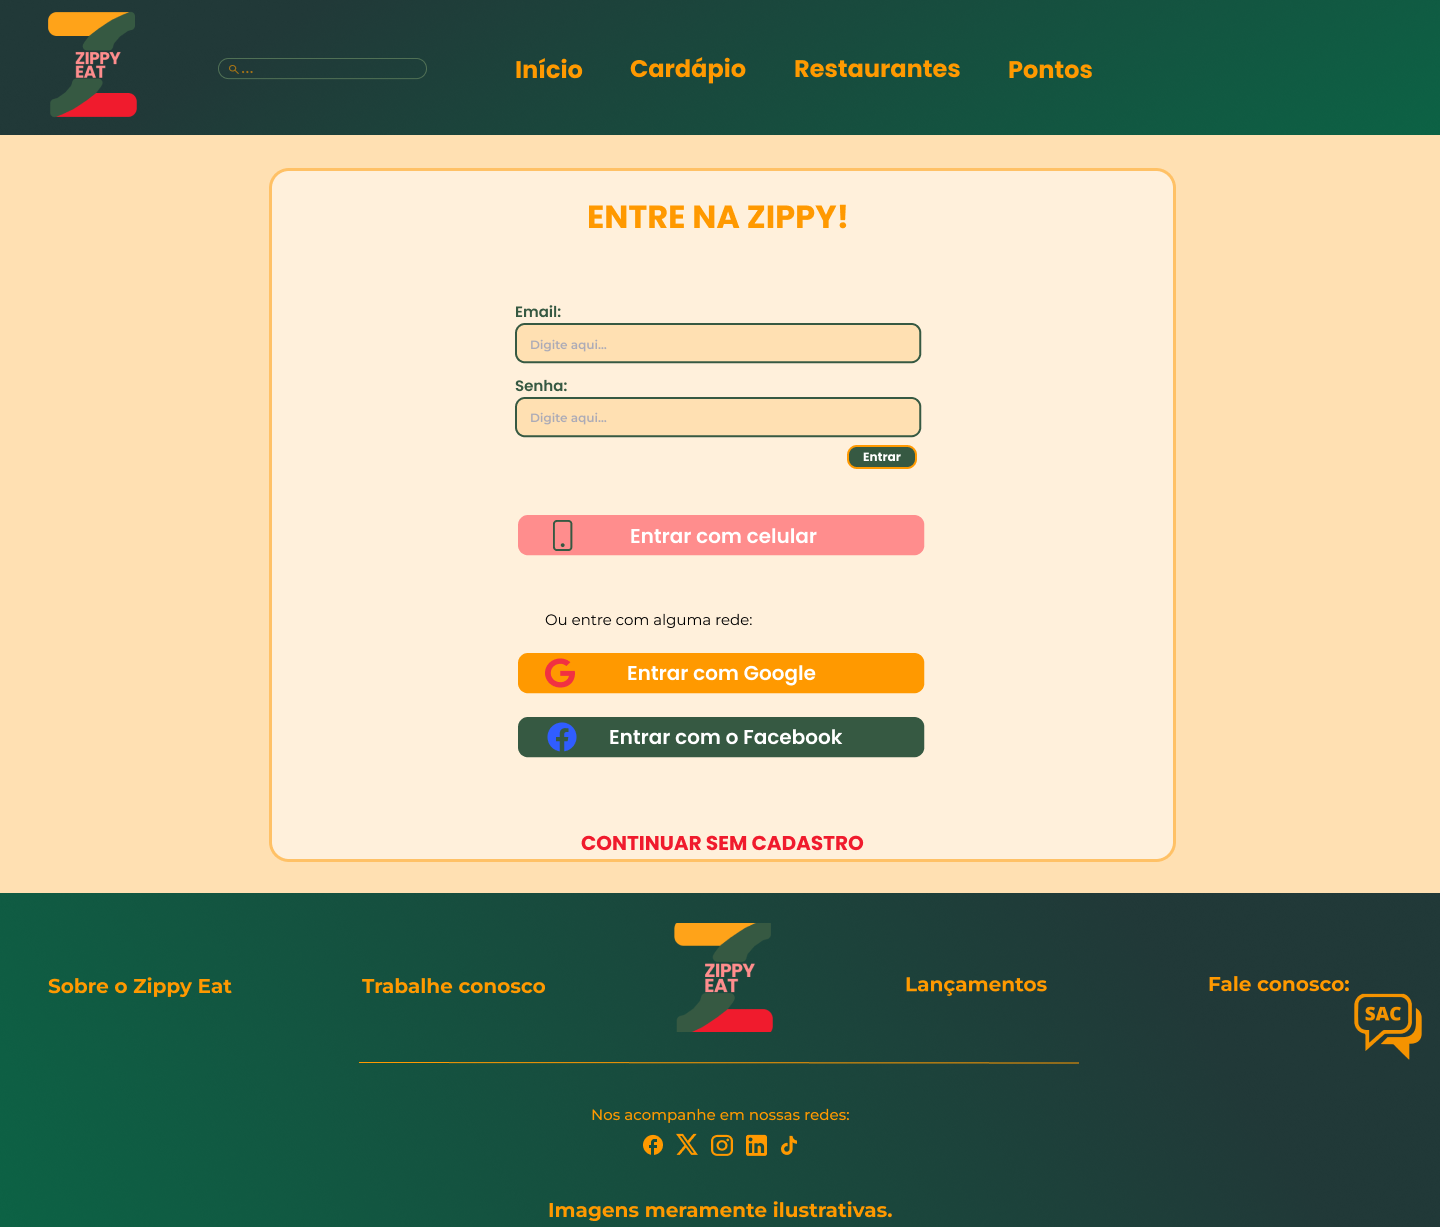 ZIPPY
EAT
...
Início
Cardápio
Restaurantes
Pontos
ENTRE NA ZIPPY!
Email:
Digite aqui...
Senha:
Digite aqui...
Entrar
Entrar com celular
Ou entre com alguma rede:
Entrar com Google
Entrar com o Facebook
CONTINUAR SEM CADASTRO
Sobre o Zippy Eat
Trabalhe conosco
ZIPPY
EAT
Lançamentos
Fale conosco:
SAC
Nos acompanhe em nossas redes:
Imagens meramente ilustrativas.